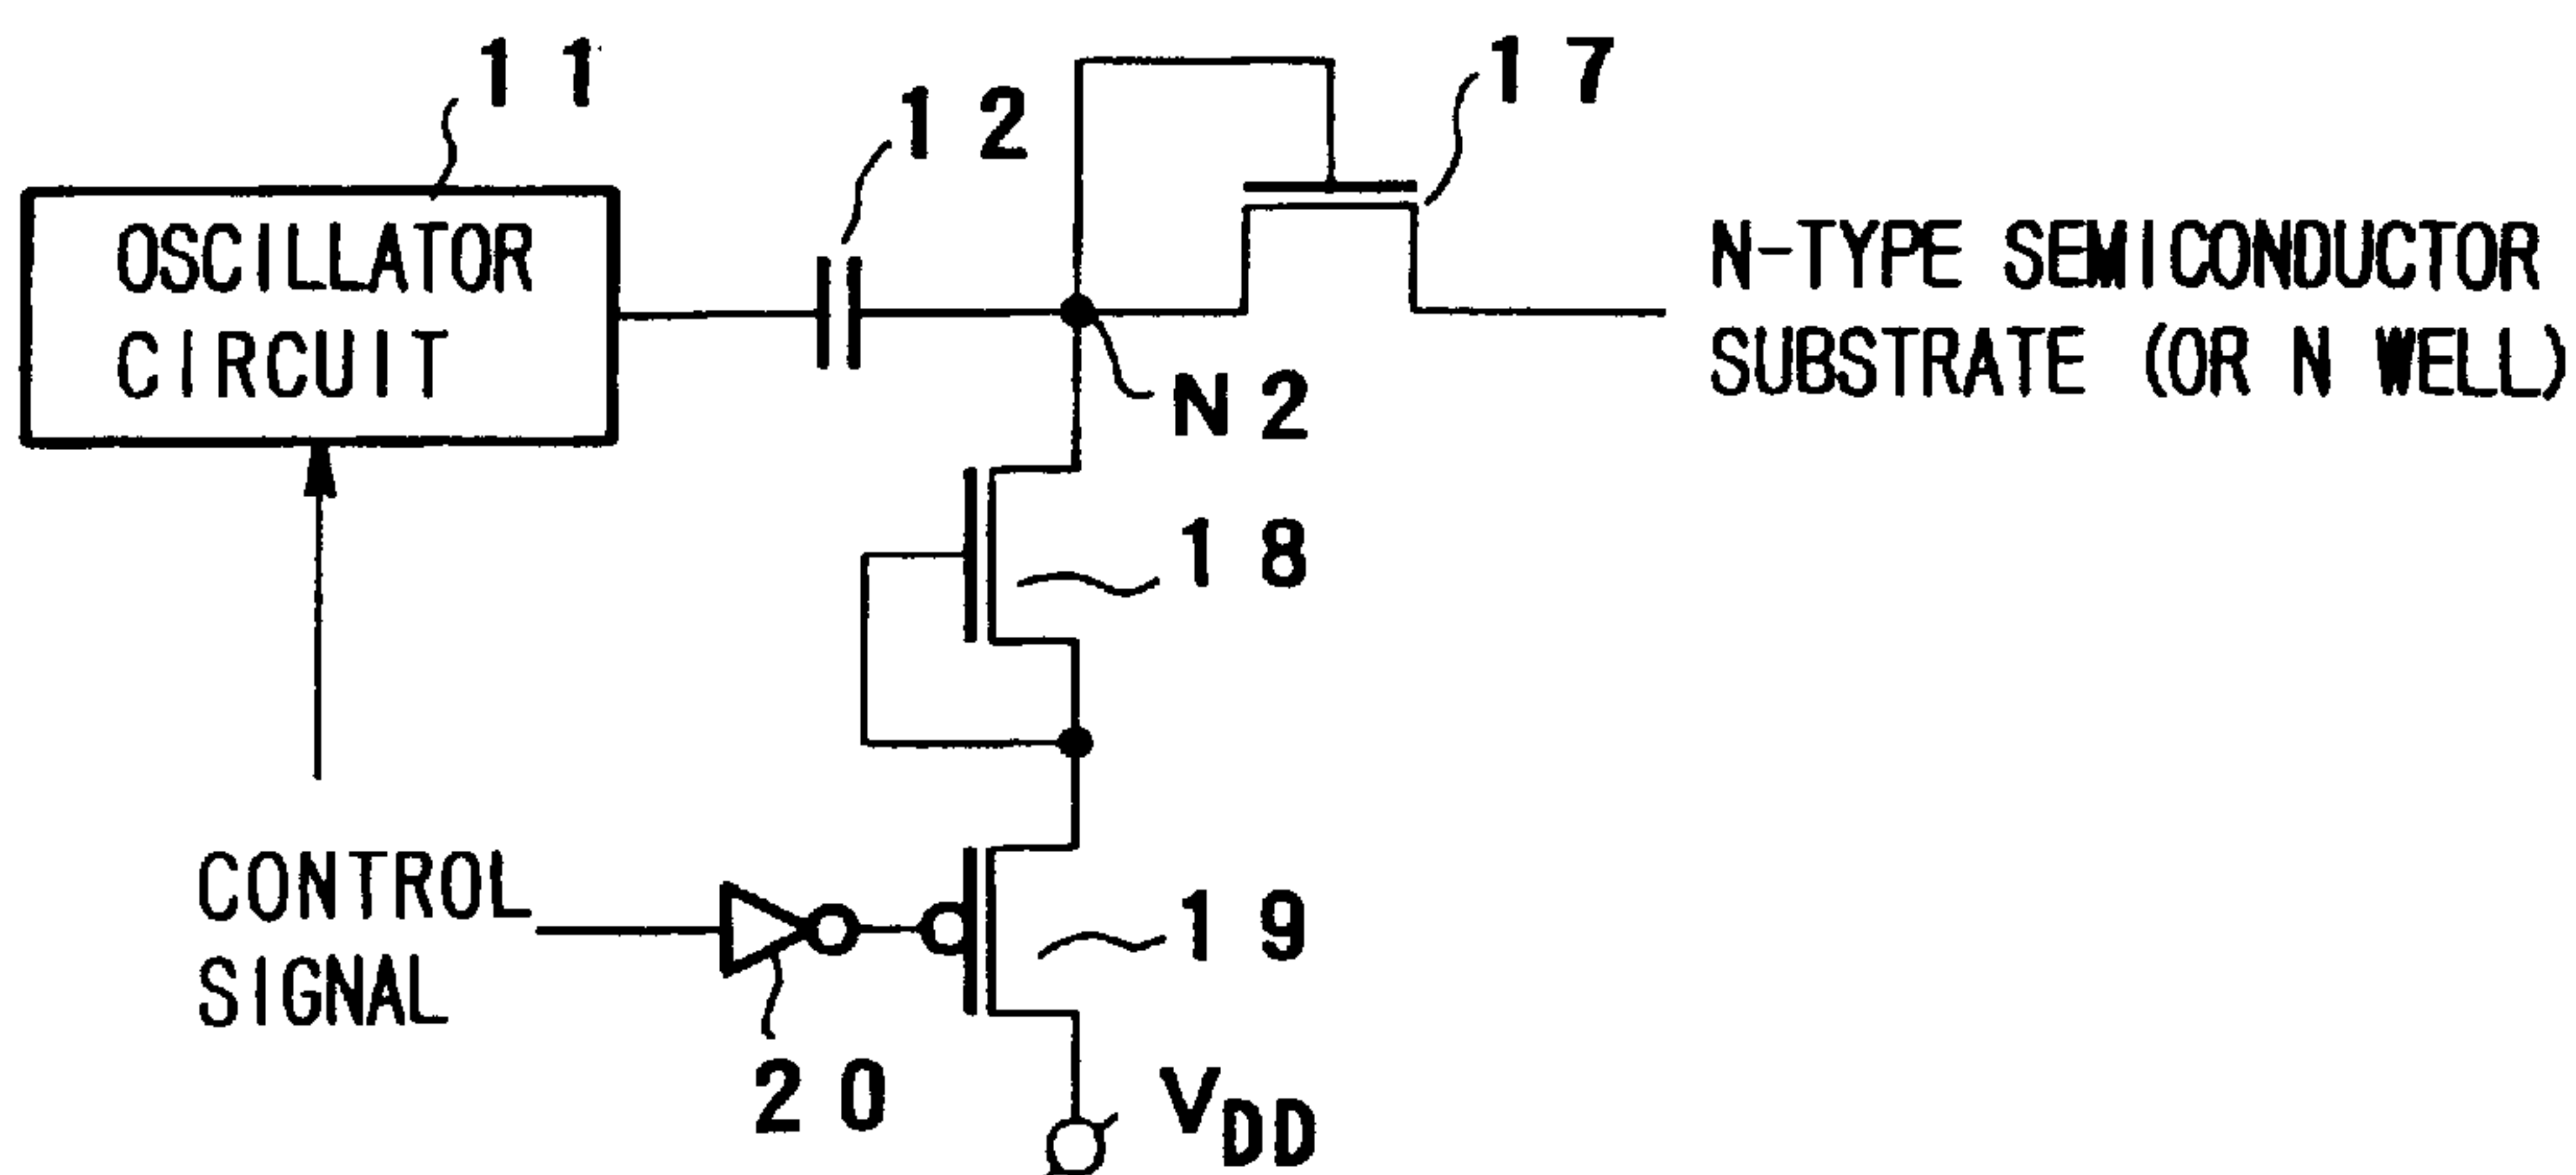 11
12
17
OSCILLATOR
CIRCUIT
N-TYPE SEMICONDUCTOR
SUBSTRATE (OR N WELL)
N2
18
CONTROL
SIGNAL
19
20
VDD